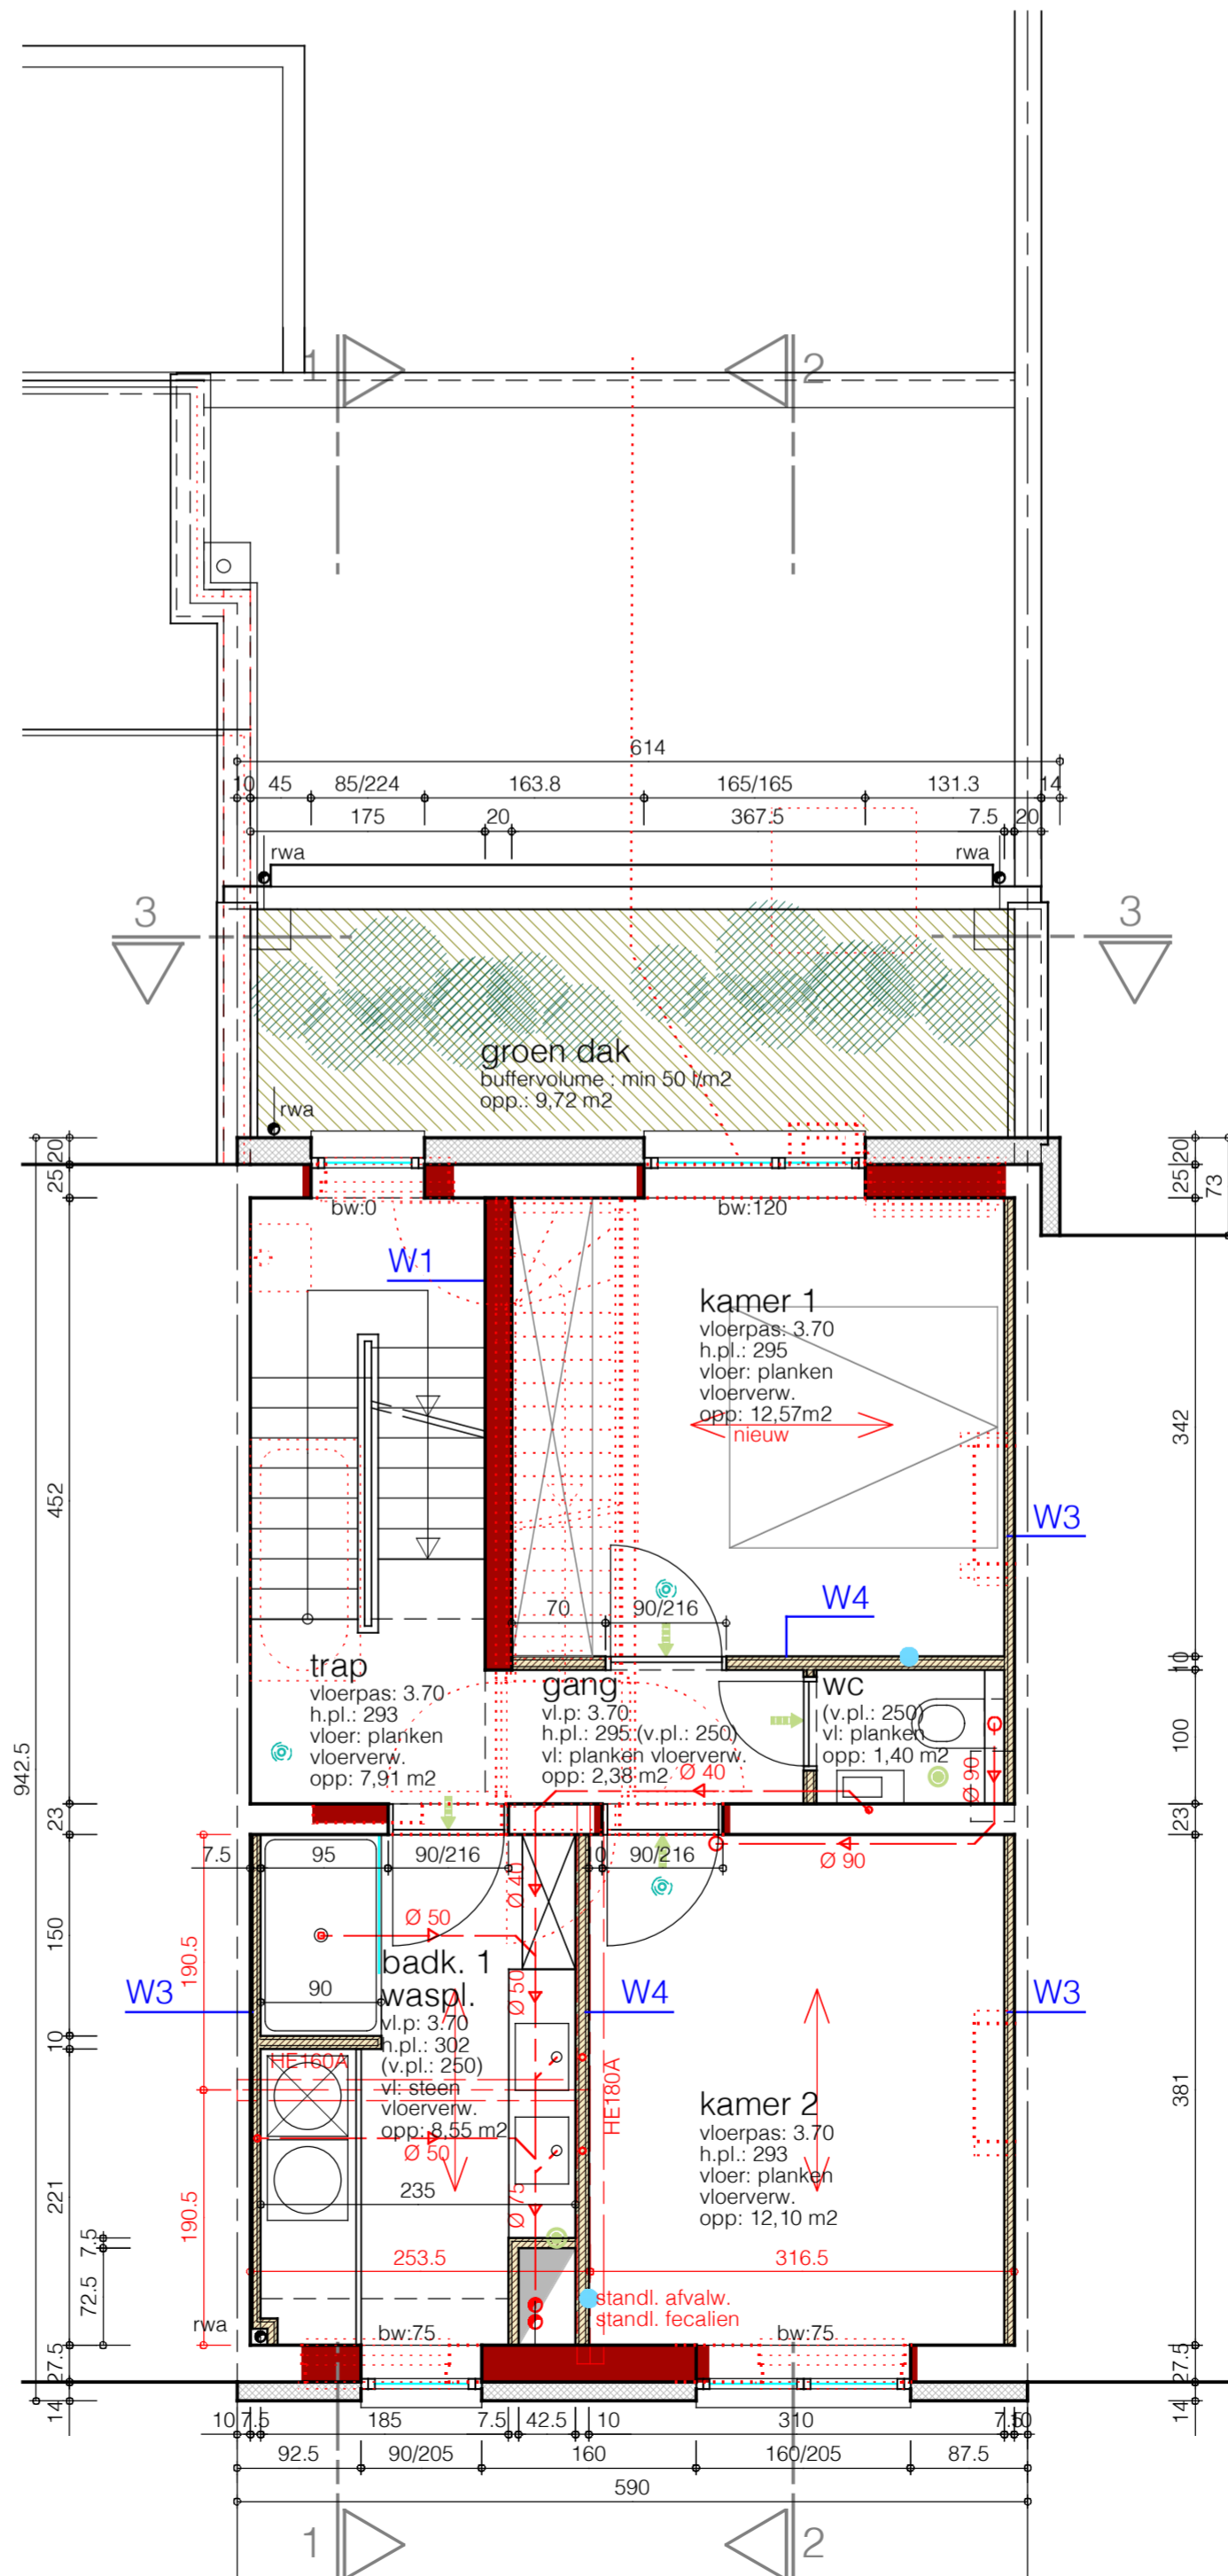 1
2
614
10
45
85/224
163.8
165/165
131.3
14
175
20
367.5
7.5
20
rwa
rwa
3
3
groen dak
buffervolume : min 50 l/m2
opp.: 9,72 m2
rwa
20
25
20
25
73
bw:0
bw:120
W1
kamer 1
vloerpas: 3.70
h.pl.: 295
vloer: planken
vloerverw.
opp: 12,57m2
nieuw
342
452
W3
W4
70
90/216
trap
vloerpas: 3.70
h.pl.: 293
vloer: planken
vloerverw.
opp: 7,91 m2
gang
vl.p: 3.70
h.pl.: 295 (v.pl.: 250)
vl: planken vloerverw.
opp: 2,38 m2
wc
(v.pl.: 250)
vl: planken
opp: 1,40 m2
10
100
942.5
Ø 40
Ø 90
23
23
7.5
95
90/216
0
90/216
Ø 90
Ø 40
Ø 50
150
190.5
badk. 1
waspl.
vl.p: 3.70
h.pl.: 302
(v.pl.: 250)
vl: steen
vloerverw.
opp: 8,55 m2
90
Ø 50
W3
W4
W3
10
HE160A
HE180A
381
kamer 2
vloerpas: 3.70
h.pl.: 293
vloer: planken
vloerverw.
opp: 12,10 m2
Ø 50
235
Ø 75
221
190.5
7.5
72.5
253.5
316.5
standl. afvalw.
standl. fecalien
rwa
bw:75
bw:75
27.5
27.5
14
14
10
7.5
185
7.5
42.5
10
310
7.5
10
92.5
90/205
160
160/205
87.5
590
1
2